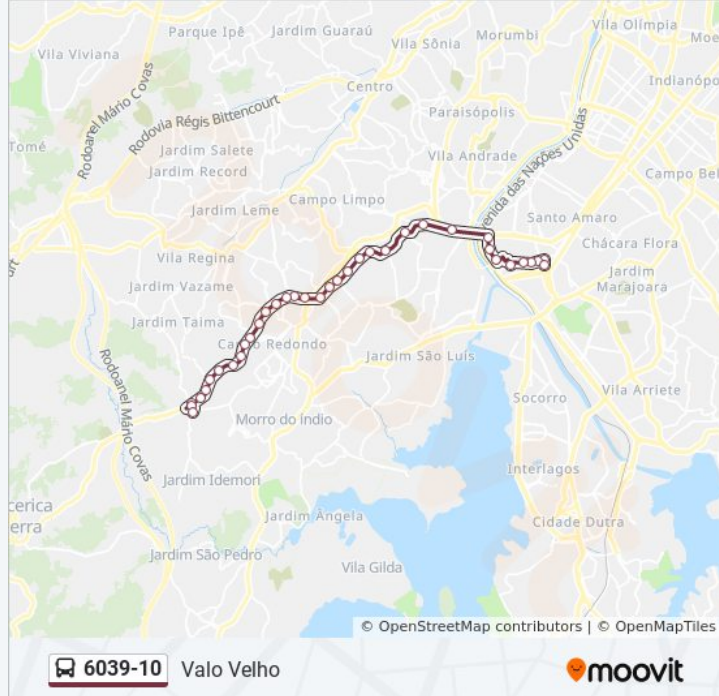 Parque Ipê
Jardim Guaraú
Vila Olímpia
Vila Viviana
Vila Sônia
Morumbi
Moe
Centro
Indianóp
Rodoanel Mário Covas
Rodovia Régis Bittencourt
Paraisópolis
Tomé
Jardim Salete
Jardim Record
Vila Andrade
Avenida das Nações Unidas
Campo Bel
Jardim Leme
Campo Limpo
Santo Amaro
Chácara Flora
Vila Regina
Jardim Marajoara
Jardim Vazame
Jardim Taima
Jardim São Luís
Rodoanel Mário Covas
Vila Arriete
Socorro
Morro do Índio
Interlagos
Jardim Idemori
cerica
erra
Jardim Ângela
Cidade Dutra
Jardim São Pedro
Vila Gilda
© OpenStreetMap contributors | © OpenMapTiles
6039-10 Valo Velho
moovit